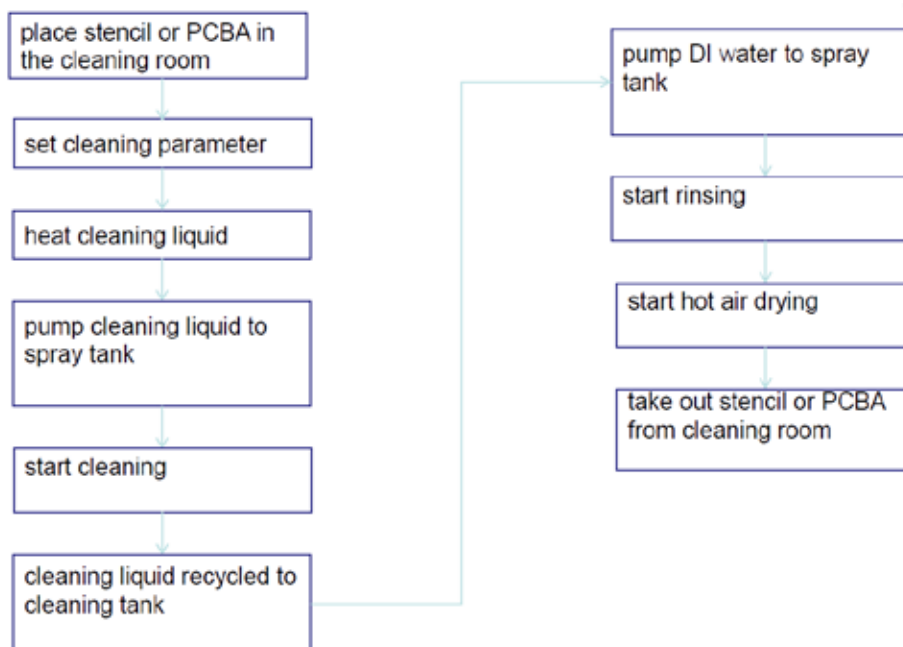 place stencil or PCBA in
the cleaning room
set cleaning parameter
heat cleaning liquid
pump cleaning liquid to
spray tank
start cleaning
cleaning liquid recycled to
cleaning tank
pump DI water to spray
tank
start rinsing
start hot air drying
take out stencil or PCBA
from cleaning room